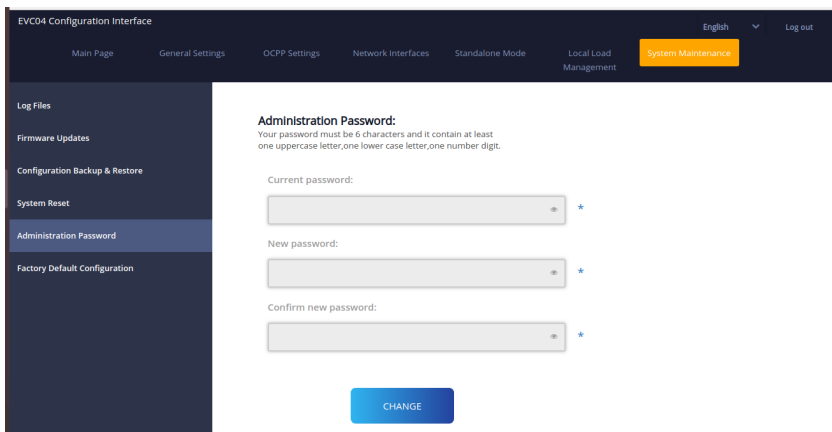 EVC04 Configuration Interface
English
Log out
Main Page
General Settings
OCPP Settings
Network Interfaces
Standalone Mode
Local Load
Management
System Maintenance
Log Files
Firmware Updates
Configuration Backup & Restore
System Reset
Administration Password
Factory Default Configuration
Administration Password:
Your password must be 6 characters and it contain at least
one uppercase letter,one lower case letter,one number digit.
Current password:
*
New password:
*
Confirm new password:
*
CHANGE